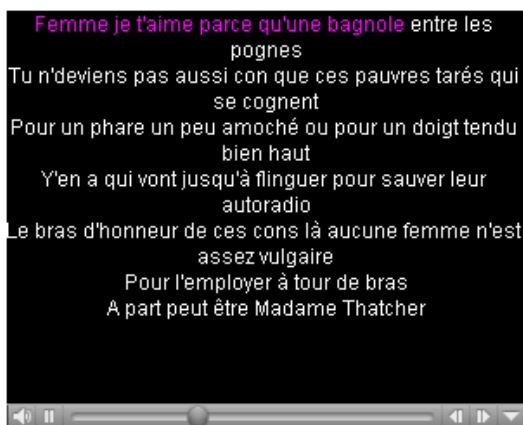 Femme je t'aime parce qu'une bagnole entre les
pognes
Tu n'deviens pas aussi con que ces pauvres tarés qui
se cognent
Pour un phare un peu amoché ou pour un doigt tendu
bien haut
Y'en a qui vont jusqu'à flinguer pour sauver leur
autoradio
Le bras d'honneur de ces cons là aucune femme n'est
assez vulgaire
Pour l'employer à tour de bras
A part peut être Madame Thatcher